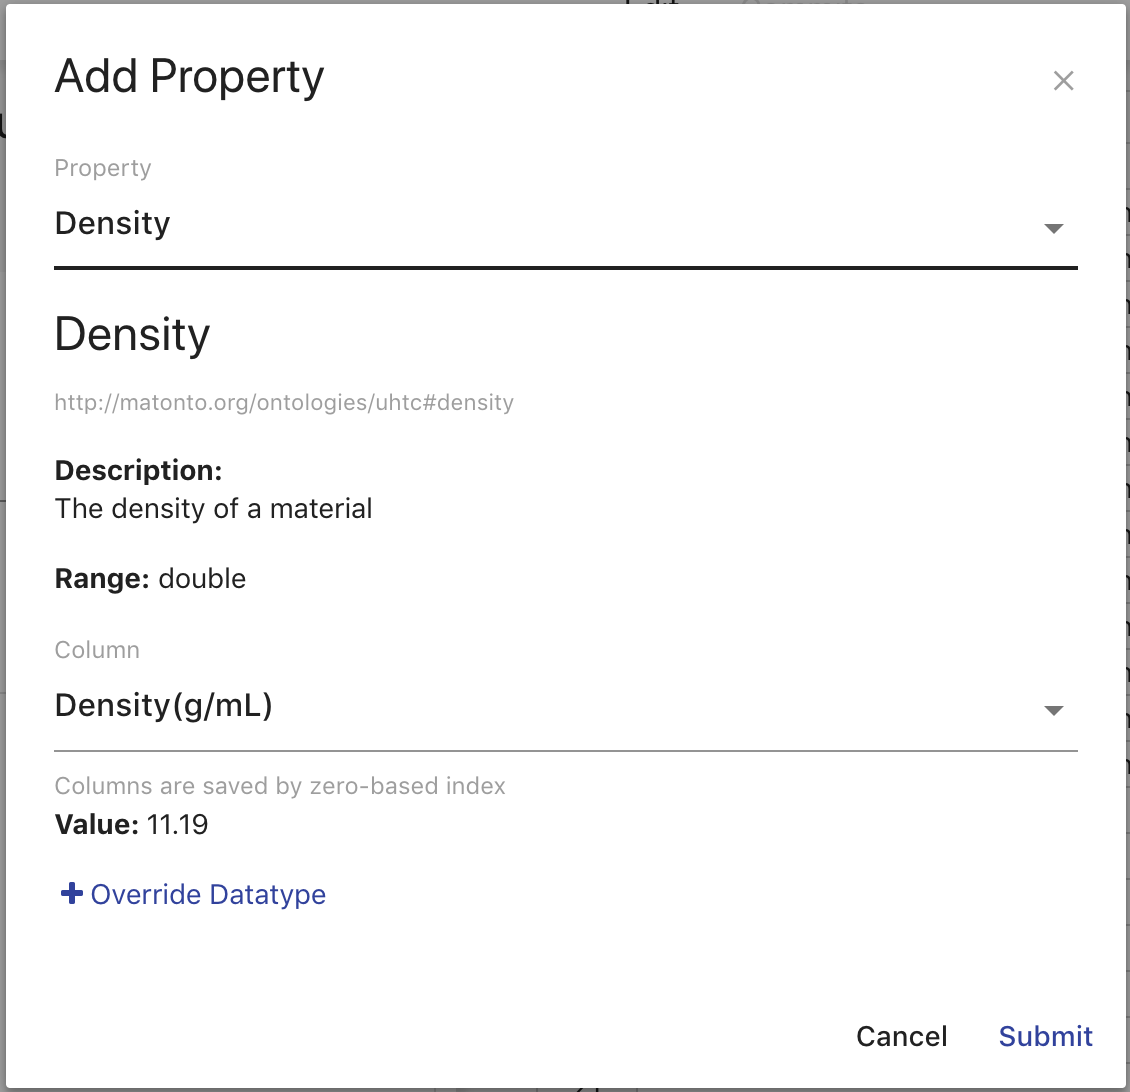 Add Property
Property
Density
Density
http://matonto.org/ontologies/uhtc#density
Description:
The density of a material
Range: double
Column
Density(g/mL)
Columns are saved by zero-based index
Value: 11.19
Override Datatype
Cancel Submit